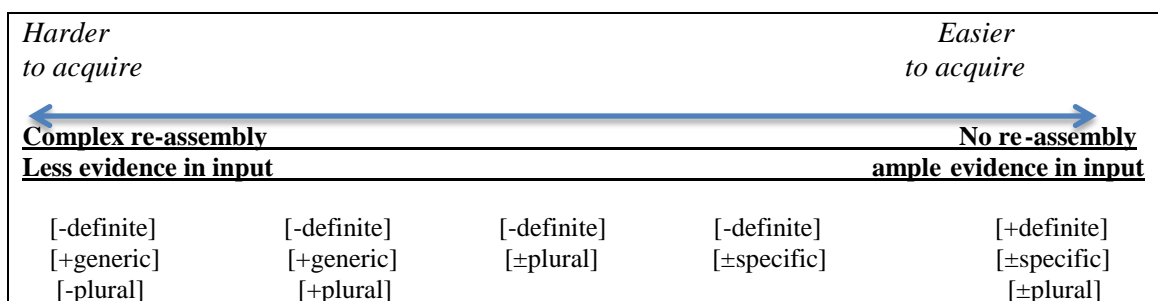 Harder Easier
to acquire to acquire
Complex re-assembly No re-assembly
Less evidence in input ample evidence in input
[-definite] [-definite] [-definite] [-definite] [+definite]
[+generic] [+generic] [±plural] [±specific] [±specific]
[-plural] [+plural] [±plural]